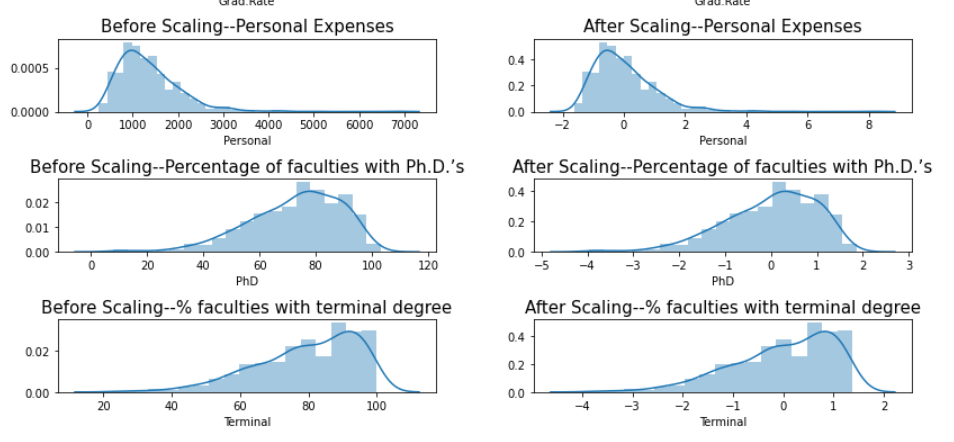 Grad.Rate Grad.Rate
Before Scaling--Personal Expenses After Scaling--Personal Expenses
0.0005 0.4
0.2
0.0000 0.0
0 1000 2000 3000 4000 5000 6000 7000 −2 0 2 4 6 8
Personal Personal
Before Scaling--Percentage of faculties with Ph.D.’s After Scaling--Percentage of faculties with Ph.D.’s
0.02 0.4
0.01 0.2
0.00 0.0
0 20 40 60 80 100 120 −5 −4 −3 −2 −1 0 1 2 3
PhD PhD
Before Scaling--% faculties with terminal degree After Scaling--% faculties with terminal degree
0.02 0.4
0.2
0.00 0.0
20 40 60 80 100 −4 −3 −2 −1 0 1 2
Terminal Terminal